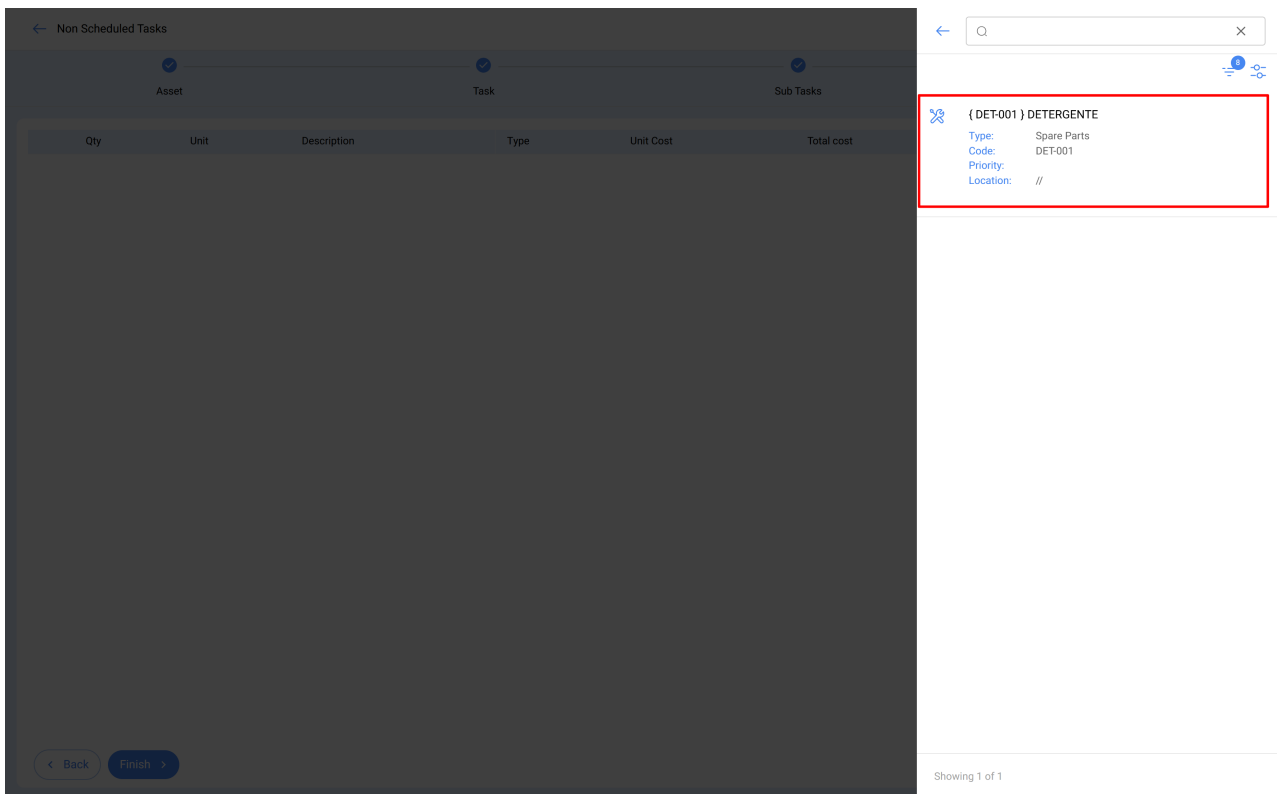 Non Scheduled Tasks
Asset
Task
Sub Tasks
Qty Unit Description Type Unit Cost Total cost
Back
Finish
8
{ DET-001 } DETERGENTE
Type: Spare Parts
Code: DET-001
Priority:
Location: //
Showing 1 of 1